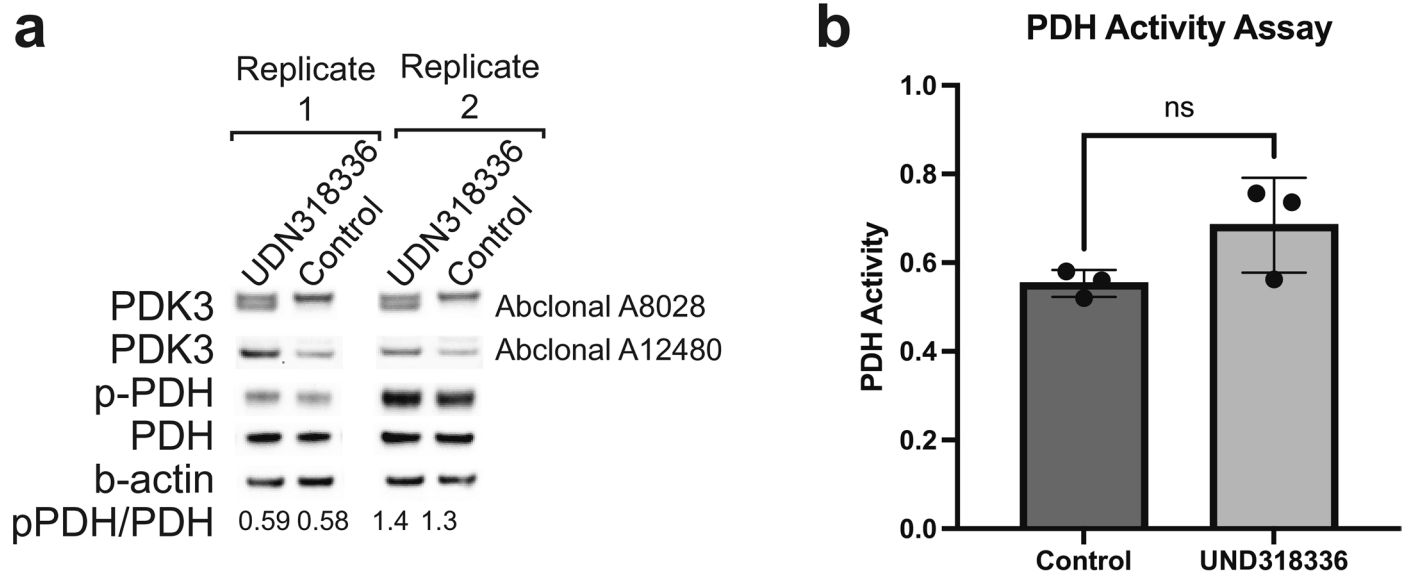 a
Replicate 1
Replicate 2
UDN318336
Control
UDN318336
Control
PDK3
Abclonal A8028
PDK3
Abclonal A12480
p-PDH
PDH
b-actin
pPDH/PDH 0.59 0.58 1.4 1.3
b
PDH Activity Assay
ns
PDH Activity
1.0
0.8
0.6
0.4
0.2
0.0
Control
UND318336